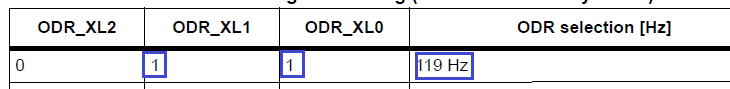 ODR_XL2 ODR_XL1 ODR_XL0 ODR selection [Hz]
0 1 1 119 Hz